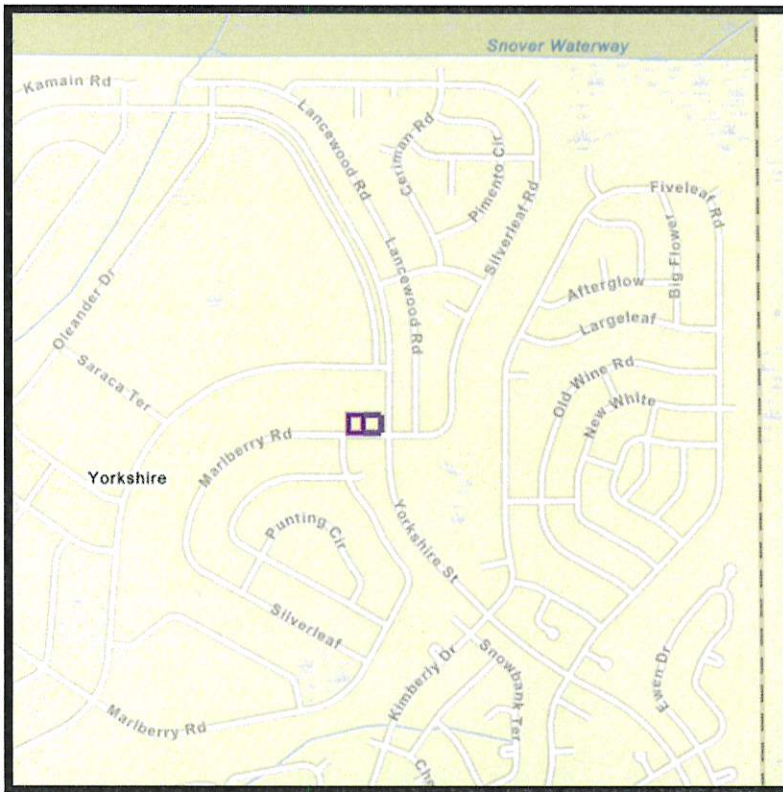 Snover Waterway
Kamain Rd
Lancewood Rd
Cariman Rd
Pimento Cir
Silverleaf Rd
Fiveleaf Rd
Big Flower
Afterglow
Largeleaf
Lancewood Rd
Oleander Dr
Saraca Ter
Old Wine Rd
New White
Marlberry Rd
Yorkshire
Punting Cir
Yorkshire St
Silverleaf
Kimberly Dr
Snowbank Ter
Ewen Dr
Marlberry Rd